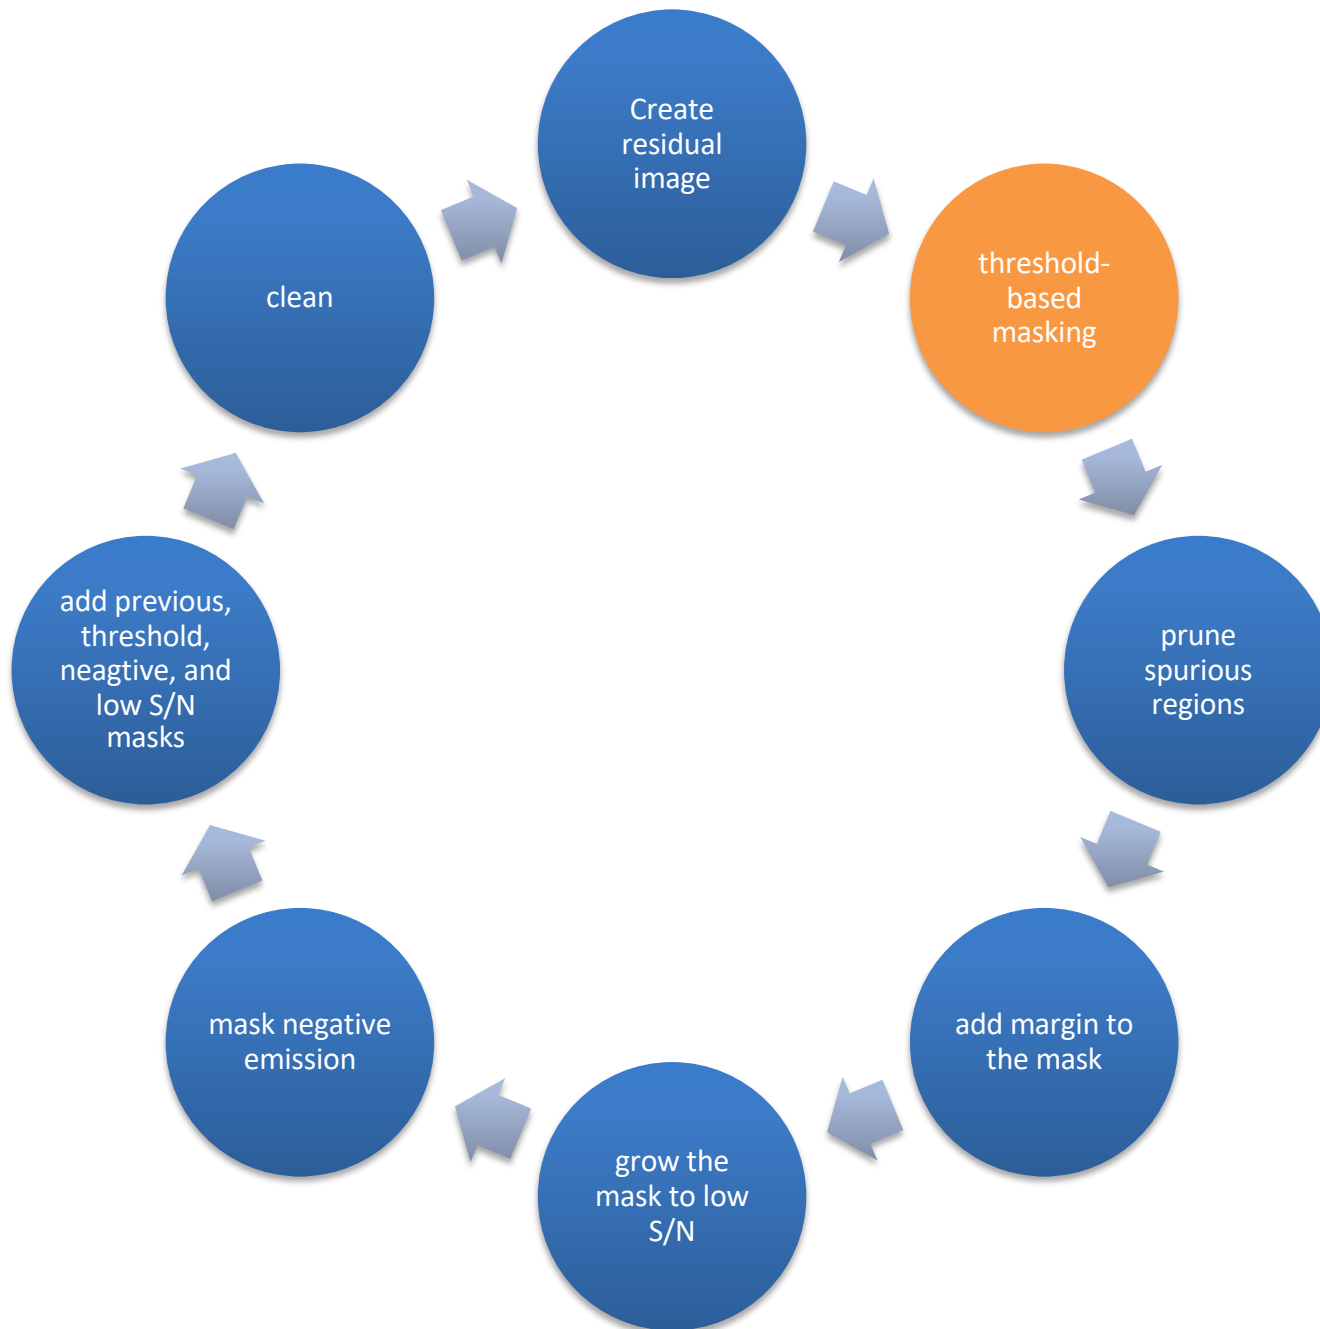 Create
residual
image
threshold-
based
masking
prune
spurious
regions
add margin to
the mask
grow the
mask to low
S/N
mask negative
emission
add previous,
threshold,
neagtive, and
low S/N
masks
clean